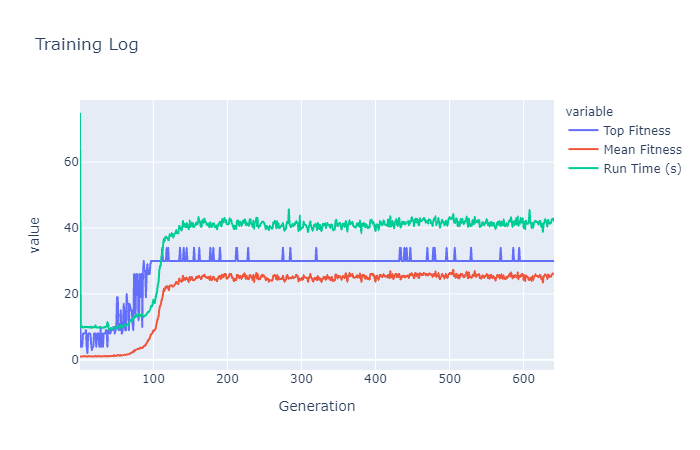 Training Log
variable
Top Fitness
Mean Fitness
Run Time (s)
value
60
40
20
0
100
200
300
400
500
600
Generation